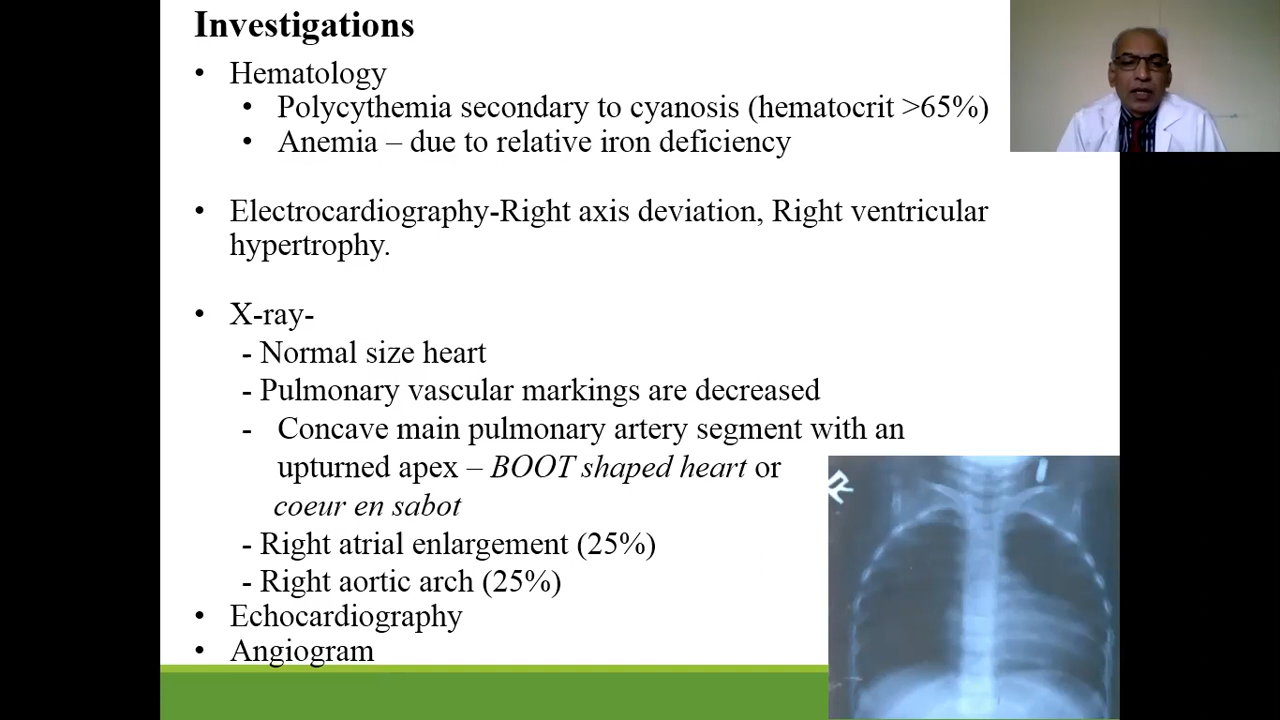 Investigations
• Hematology
• Polycythemia secondary to cyanosis (hematocrit >65%)
• Anemia – due to relative iron deficiency
• Electrocardiography-Right axis deviation, Right ventricular
hypertrophy.
• X-ray-
- Normal size heart
- Pulmonary vascular markings are decreased
- Concave main pulmonary artery segment with an
upturned apex – BOOT shaped heart or
coeur en sabot
- Right atrial enlargement (25%)
- Right aortic arch (25%)
• Echocardiography
• Angiogram
R